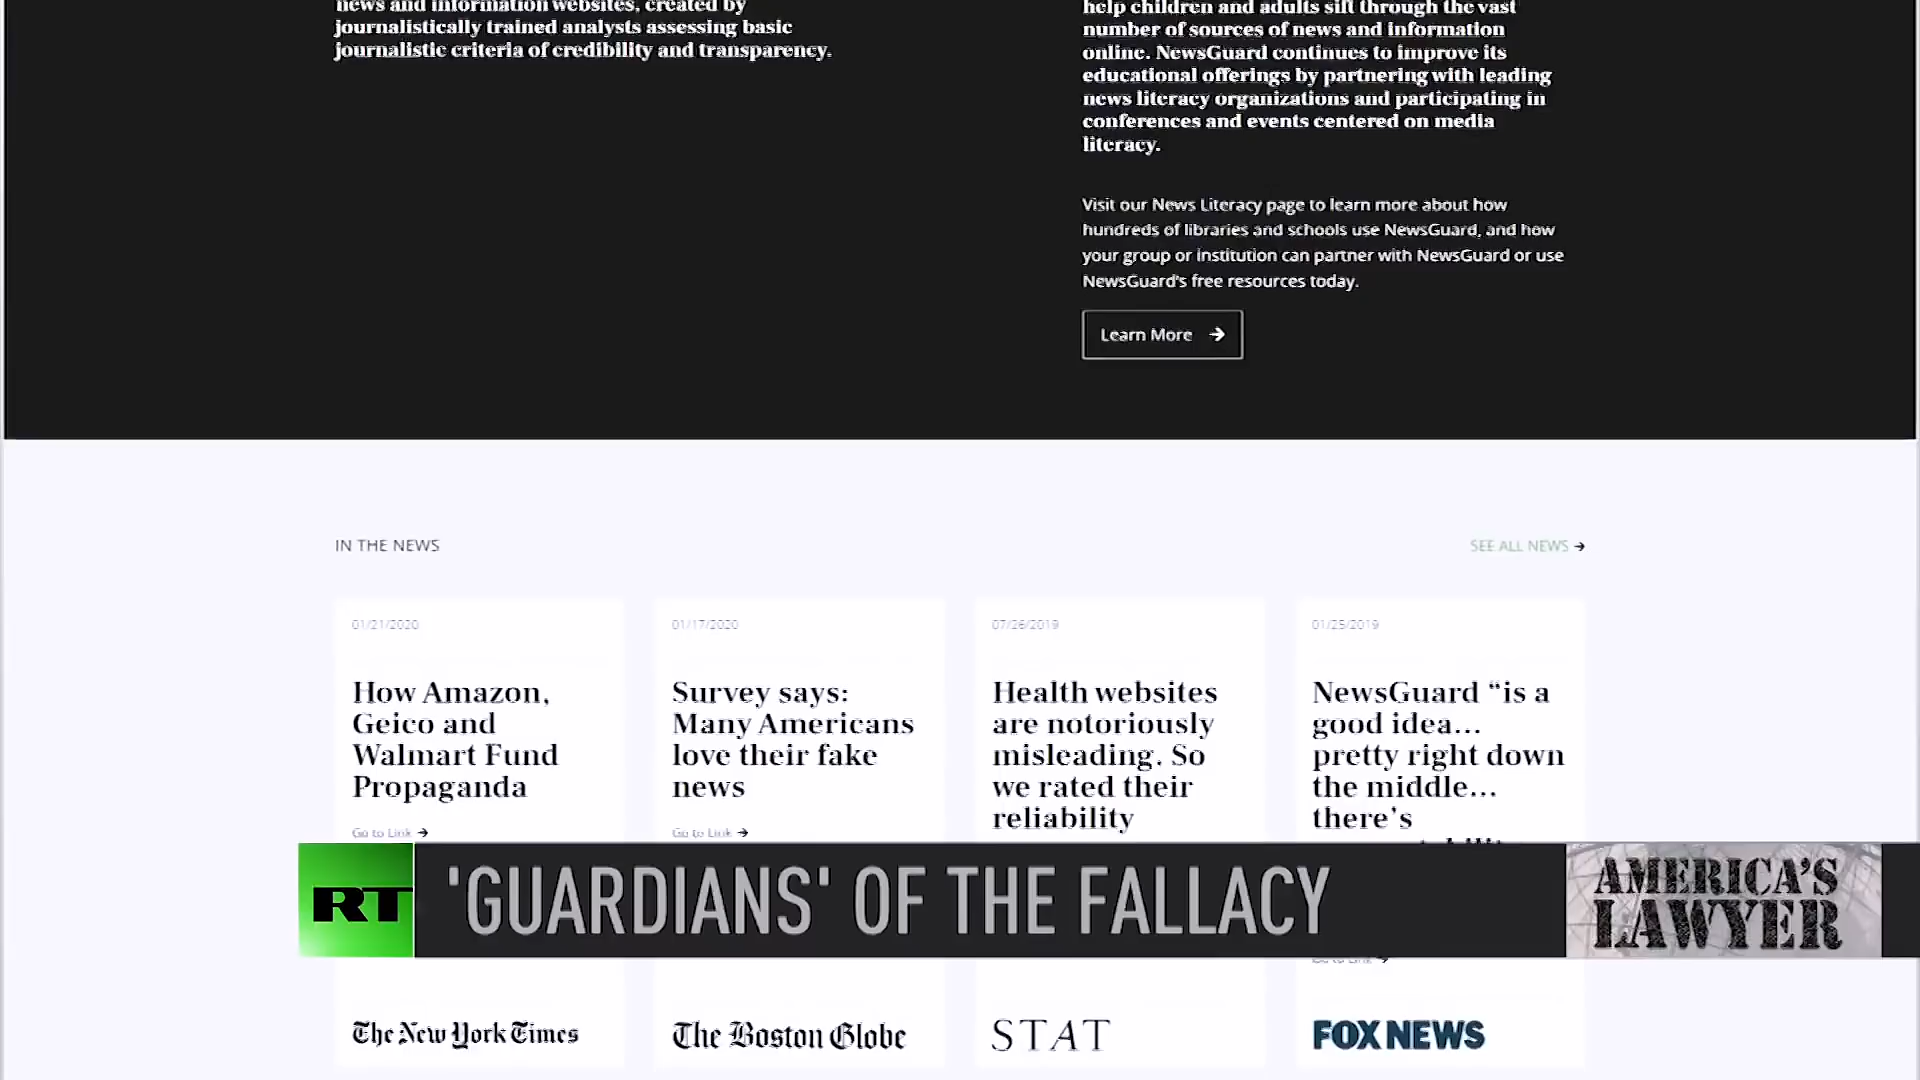 news and information websites, created by
journalistically trained analysts assessing basic
journalistic criteria of credibility and transparency.
help children and adults sift through the vast
number of sources of news and information
online. NewsGuard continues to improve its
educational offerings by partnering with leading
news literacy organizations and participating in
conferences and events centered on media
literacy.
Visit our News Literacy page to learn more about how
hundreds of libraries and schools use NewsGuard, and how
your group or institution can partner with NewsGuard or use
NewsGuard's free resources today.
Learn More →
IN THE NEWS
SEE ALL NEWS →
01/21/2020
How Amazon,
Geico and
Walmart Fund
Propaganda
Go to Link →
The New York Times
01/17/2020
Survey says:
Many Americans
love their fake
news
Go to Link →
The Boston Globe
07/26/2019
Health websites
are notoriously
misleading. So
we rated their
reliability
STAT
01/25/2019
NewsGuard “is a
good idea...
pretty right down
the middle...
there's
Go to Link →
FOX NEWS
RT
'GUARDIANS' OF THE FALLACY
AMERICA'S
LAWYER